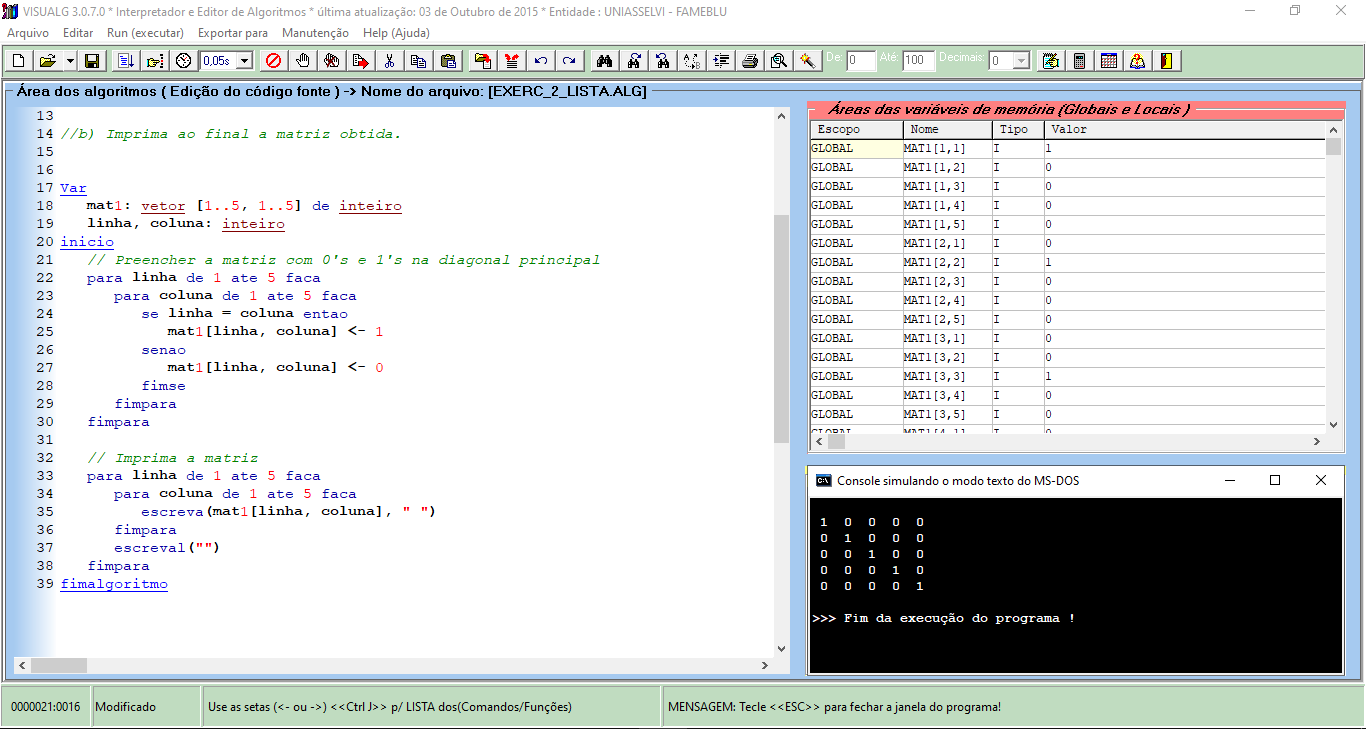 VISUALG 3.0.7.0 * Interpretador e Editor de Algoritmos * última atualização: 03 de Outubro de 2015 * Entidade : UNIASSELVI - FAMEBLU
Arquivo Editar Run (executar) Exportar para Manutenção Help (Ajuda)
0,05s De: 0 Até: 100 Decimais: 0
Área dos algoritmos ( Edição do código fonte ) -> Nome do arquivo: [EXERC_2_LISTA.ALG]
13
14 //b) Imprima ao final a matriz obtida.
15
16
17 Var
18 mat1: vetor [1..5, 1..5] de inteiro
19 linha, coluna: inteiro
20 inicio
21 // Preencher a matriz com 0's e 1's na diagonal principal
22 para linha de 1 ate 5 faca
23 para coluna de 1 ate 5 faca
24 se linha = coluna entao
25 mat1[linha, coluna] <- 1
26 senao
27 mat1[linha, coluna] <- 0
28 fimse
29 fimpara
30 fimpara
31
32 // Imprima a matriz
33 para linha de 1 ate 5 faca
34 para coluna de 1 ate 5 faca
35 escreva(mat1[linha, coluna], " ")
36 fimpara
37 escreval("")
38 fimpara
39 fimalgoritmo
Áreas das variáveis de memória (Globais e Locais )
Escopo Nome Tipo Valor
GLOBAL MAT1[1,1] I 1
GLOBAL MAT1[1,2] I 0
GLOBAL MAT1[1,3] I 0
GLOBAL MAT1[1,4] I 0
GLOBAL MAT1[1,5] I 0
GLOBAL MAT1[2,1] I 0
GLOBAL MAT1[2,2] I 1
GLOBAL MAT1[2,3] I 0
GLOBAL MAT1[2,4] I 0
GLOBAL MAT1[2,5] I 0
GLOBAL MAT1[3,1] I 0
GLOBAL MAT1[3,2] I 0
GLOBAL MAT1[3,3] I 1
GLOBAL MAT1[3,4] I 0
GLOBAL MAT1[3,5] I 0
GLOBAL MAT1[4,1] I 0
Console simulando o modo texto do MS-DOS
1 0 0 0 0
0 1 0 0 0
0 0 1 0 0
0 0 0 1 0
0 0 0 0 1
>>> Fim da execução do programa !
0000021:0016 Modificado Use as setas (<- ou ->) <<Ctrl J>> p/ LISTA dos(Comandos/Funções) MENSAGEM: Tecle <<ESC>> para fechar a janela do programa!